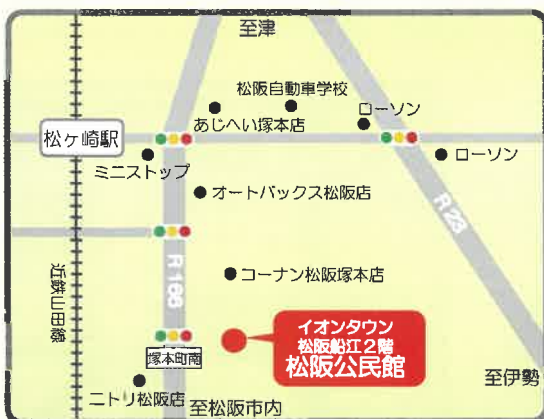 至津
松阪自動車学校
ローソン
あじへい塚本店
松ヶ崎駅
ミニストップ
ローソン
オートバックス松阪店
R 23
近鉄山田線
R 166
コーナン松阪塚本店
イオンタウン
松阪船江2階
松阪公民館
塚本町南
ニトリ松阪店
至松阪市内
至伊勢